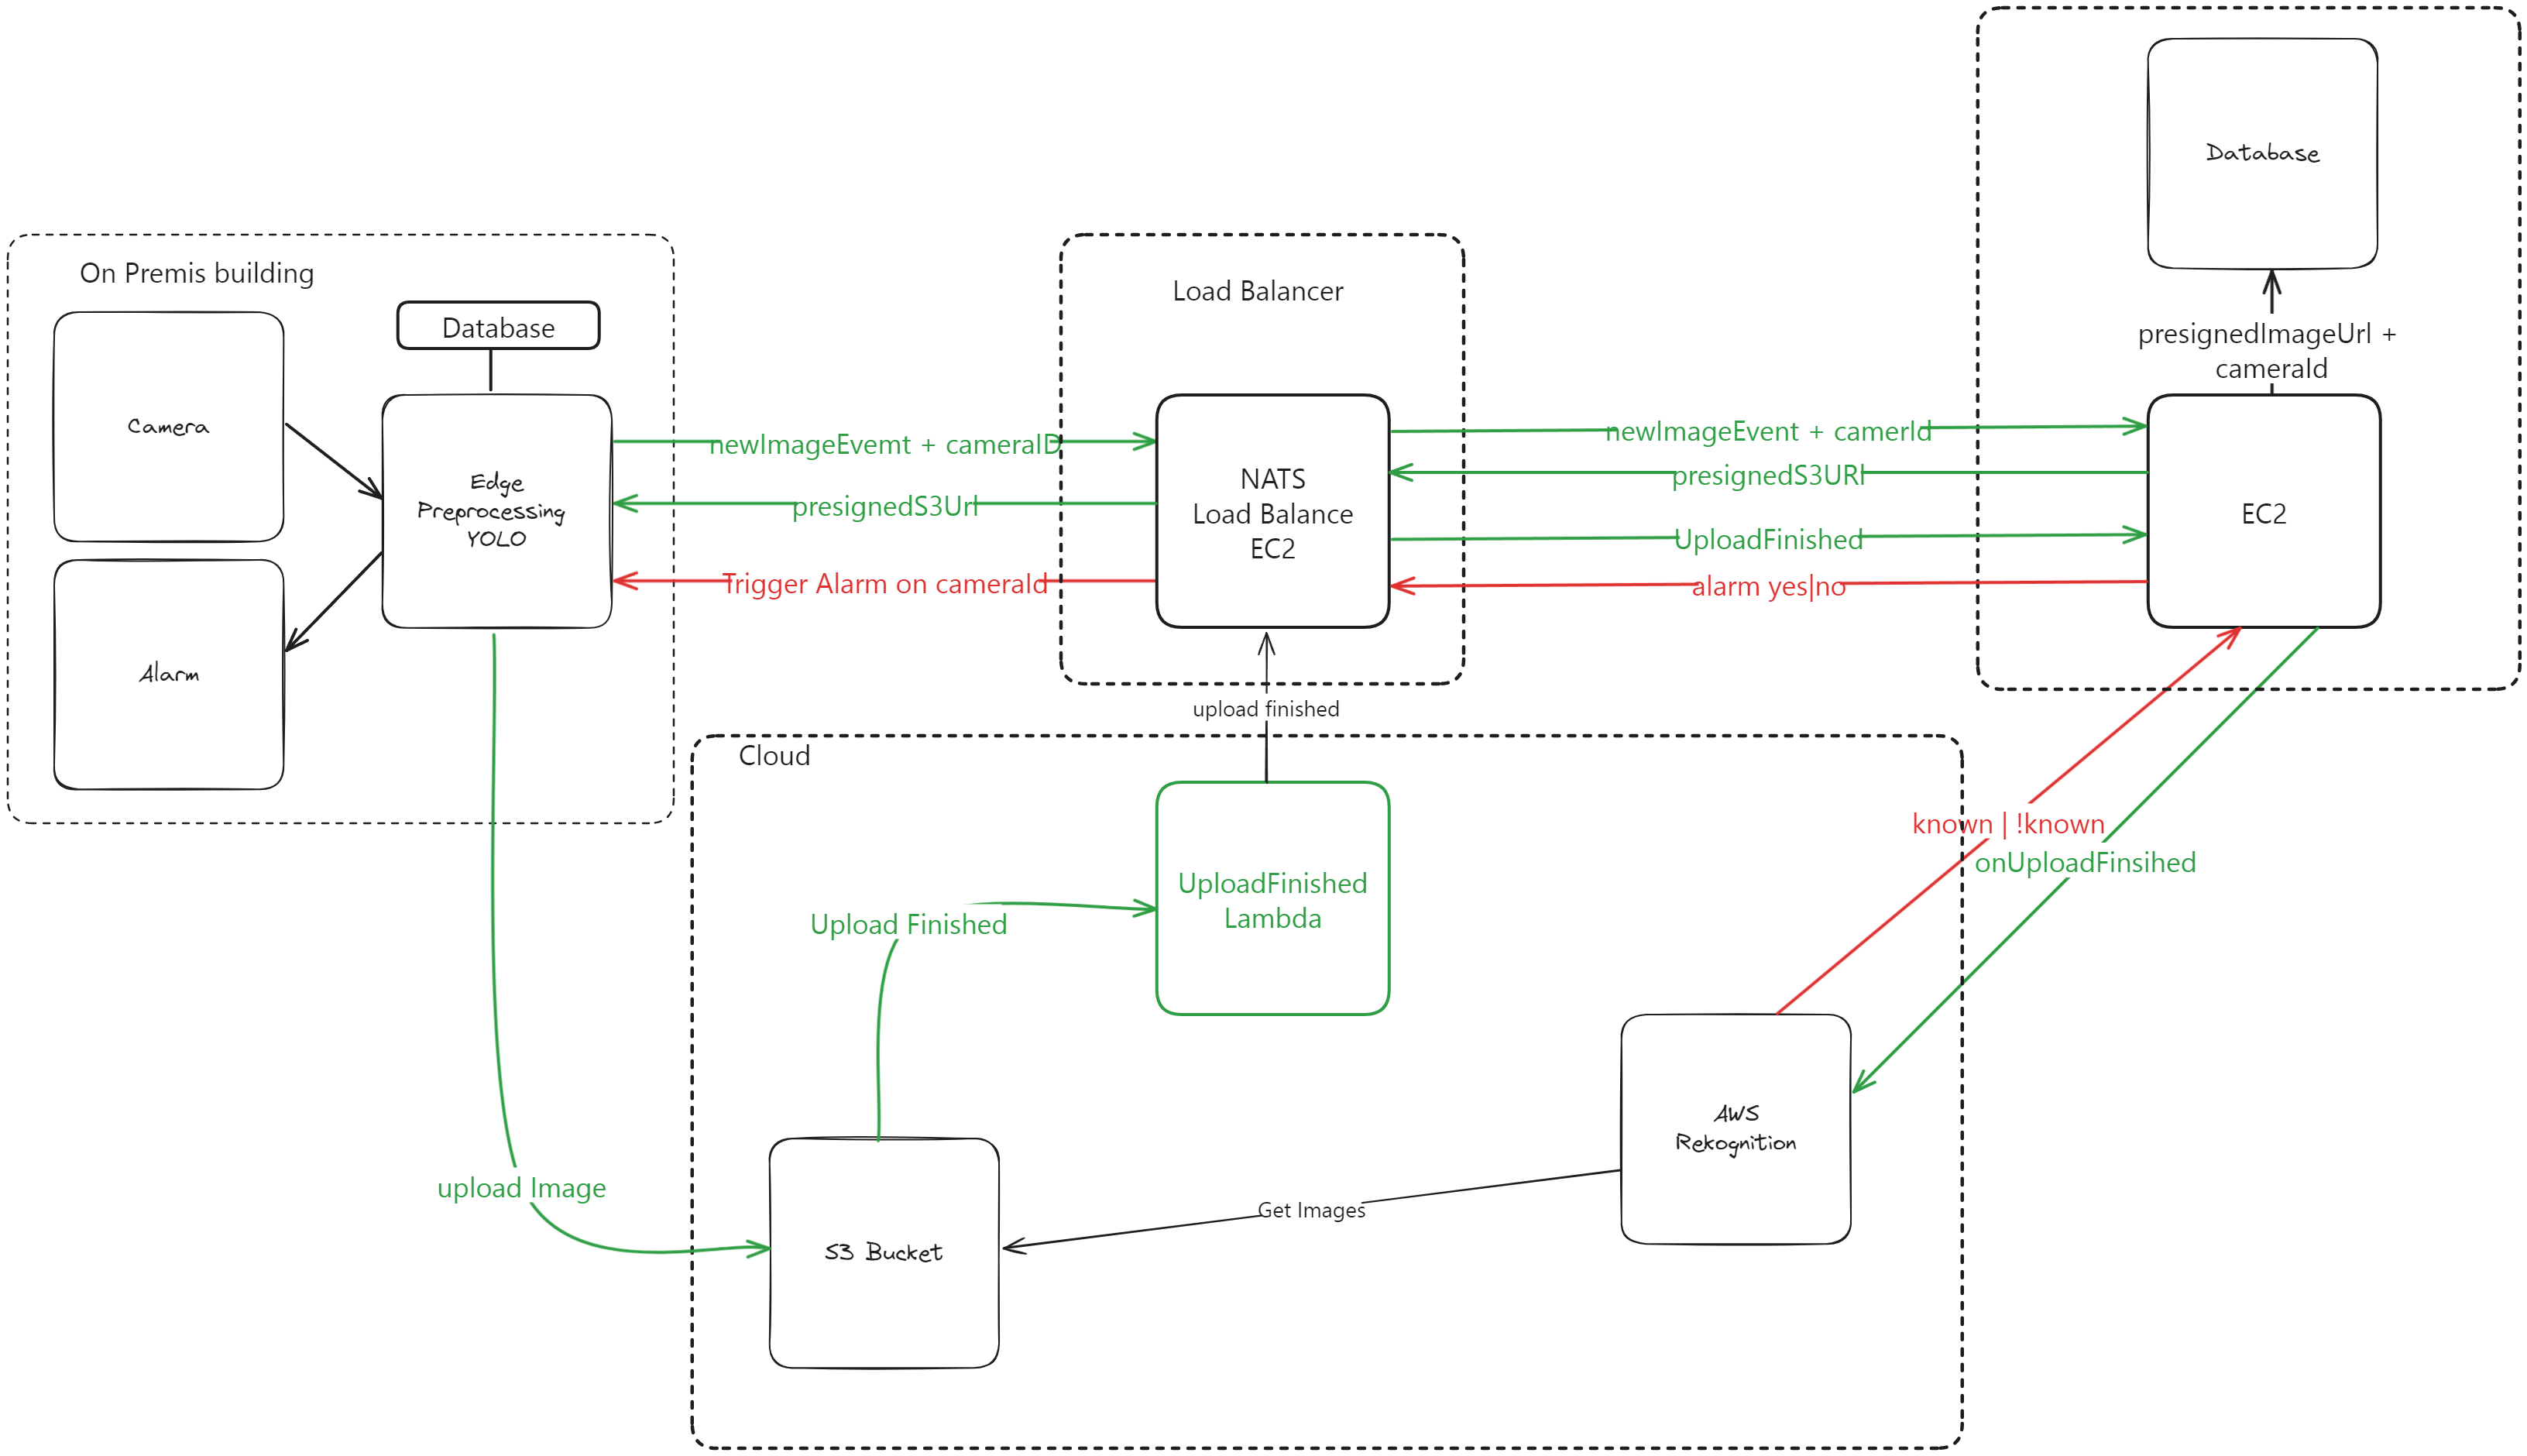 Database
presignedImageUrl +
cameraId
On Premis building
Database
Camera
Edge
Preprocessing
YOLO
Alarm
newImageEvemt + cameraID
presignedS3Url
Trigger Alarm on cameraId
Load Balancer
NATS
Load Balance
EC2
newImageEvent + camerId
presignedS3URl
UploadFinished
alarm yes|no
EC2
upload finished
Cloud
UploadFinished
Lambda
Upload Finished
known | !known
onUploadFinsihed
upload Image
S3 Bucket
Get Images
AWS
Rekognition